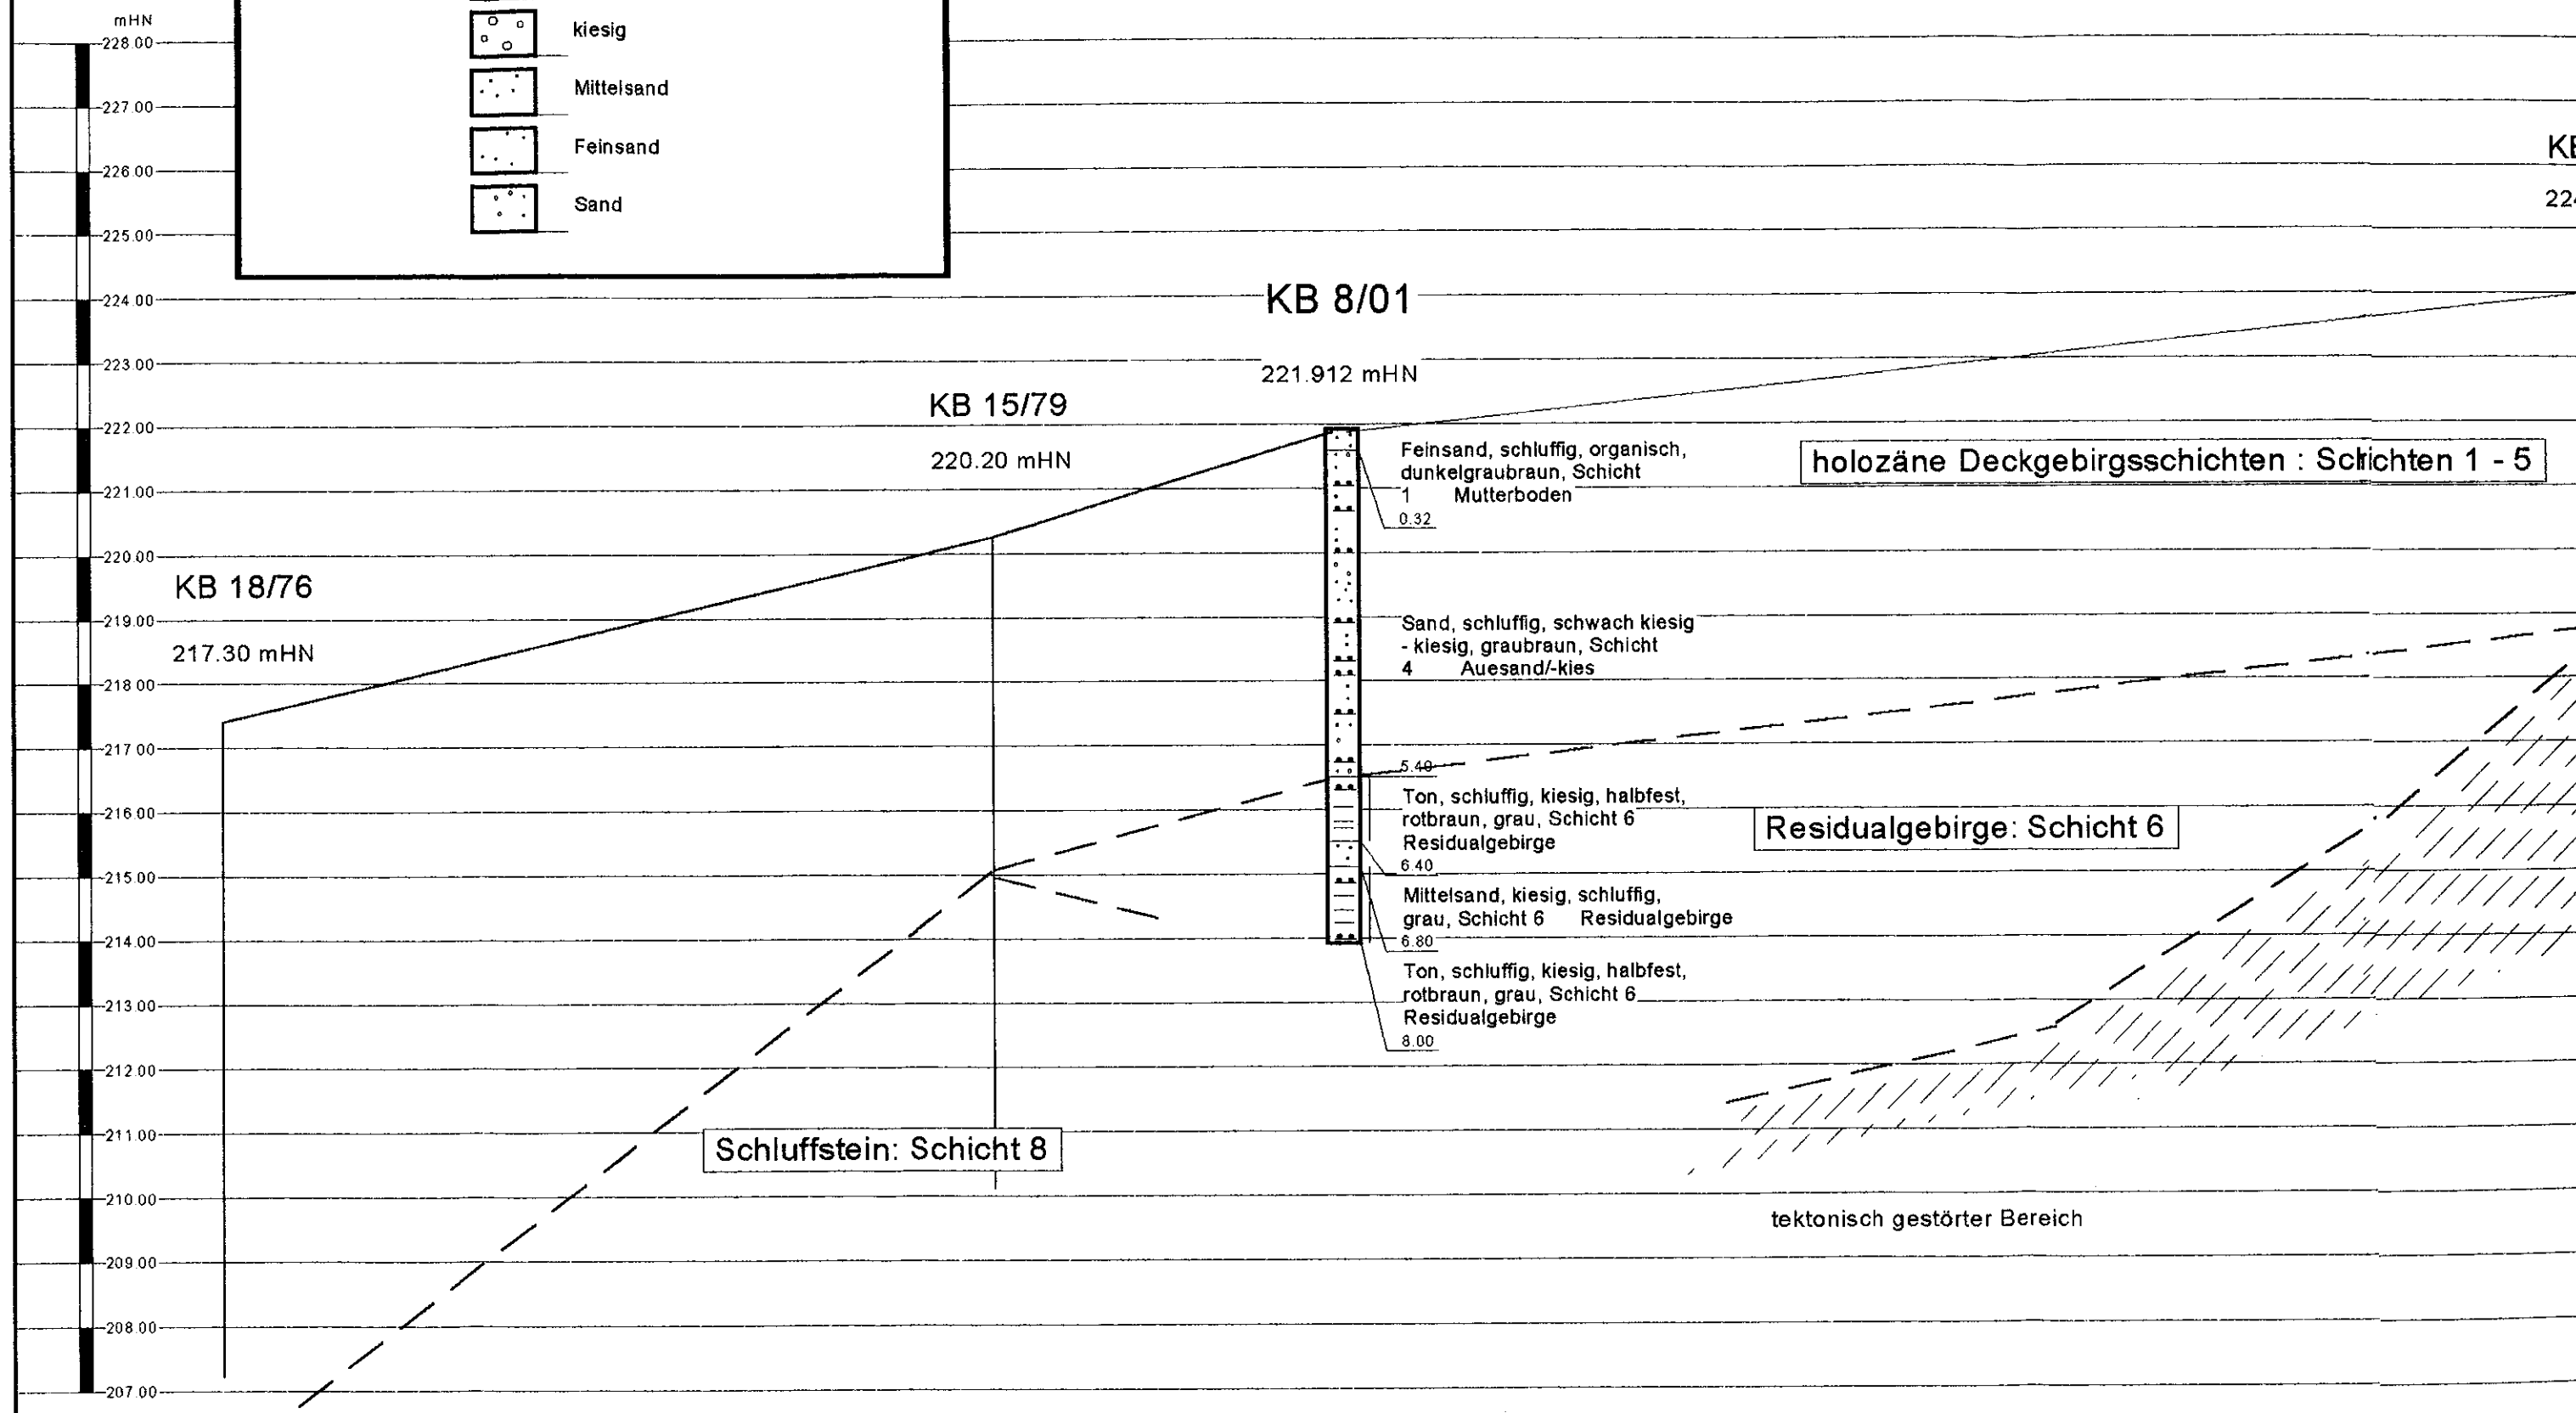 mHN
228.00
227.00
226.00
225.00
224.00
223.00
222.00
221.00
220.00
219.00
218.00
217.00
216.00
215.00
214.00
213.00
212.00
211.00
210.00
209.00
208.00
207.00
kiesig
Mittelsand
Feinsand
Sand
KB 18/76
217.30 mHN
KB 15/79
220.20 mHN
KB 8/01
221.912 mHN
Feinsand, schluffig, organisch,
dunkelgraubraun, Schicht
1 Mutterboden
0.32
Sand, schluffig, schwach kiesig
- kiesig, graubraun, Schicht
4 Auesand/-kies
5.40
Ton, schluffig, kiesig, halbfest,
rotbraun, grau, Schicht 6
Residualgebirge
6.40
Mittelsand, kiesig, schluffig,
grau, Schicht 6 Residualgebirge
6.80
Ton, schluffig, kiesig, halbfest,
rotbraun, grau, Schicht 6
Residualgebirge
8.00
holozäne Deckgebirgsschichten : Schichten 1 - 5
Residualgebirge: Schicht 6
Schluffstein: Schicht 8
tektonisch gestörter Bereich
KB
224